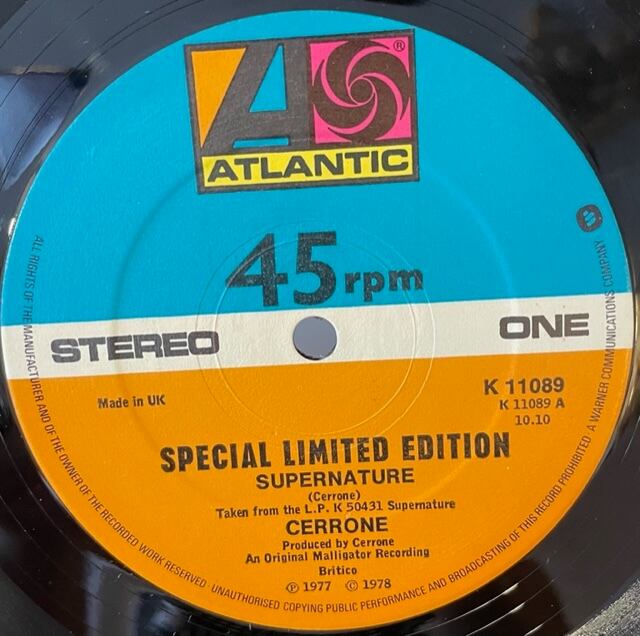 ®
ATLANTIC
45 rpm
STEREO
ONE
Made in UK
K 11089
K 11089 A
10.10
SPECIAL LIMITED EDITION
SUPERNATURE
(Cerrone)
Taken from the L.P. K 50431 Supernature
CERRONE
Produced by Cerrone
An Original Malligator Recording
Britico
℗ 1977 © 1978
ALL RIGHTS OF THE MANUFACTURER AND OF THE OWNER OF THE RECORDED WORK RESERVED · UNAUTHORISED COPYING PUBLIC PERFORMANCE AND BROADCASTING OF THIS RECORD PROHIBITED A WARNER COMMUNICATIONS COMPANY